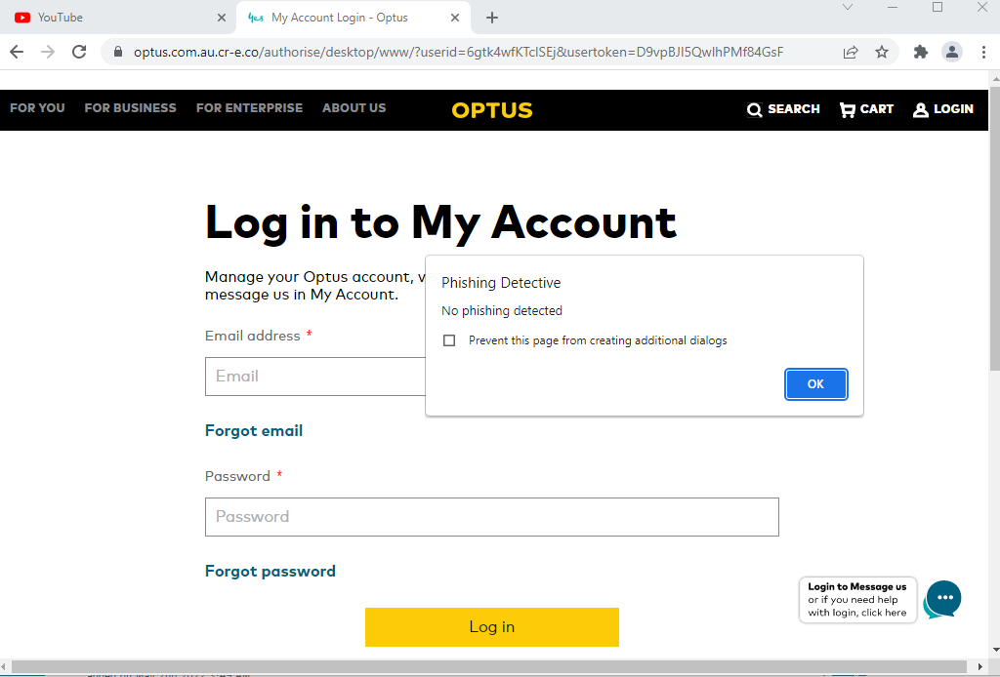 YouTube
yes My Account Login - Optus
optus.com.au.cr-e.co/authorise/desktop/www/?userid=6gtk4wfKTclSEj&usertoken=D9vpBJI5QwIhPMf84GsF
FOR YOU FOR BUSINESS FOR ENTERPRISE ABOUT US OPTUS SEARCH CART LOGIN
Log in to My Account
Manage your Optus account, v
message us in My Account.
Phishing Detective
No phishing detected
Prevent this page from creating additional dialogs
OK
Email address *
Email
Forgot email
Password *
Password
Forgot password
Login to Message us
or if you need help
with login, click here
Log in